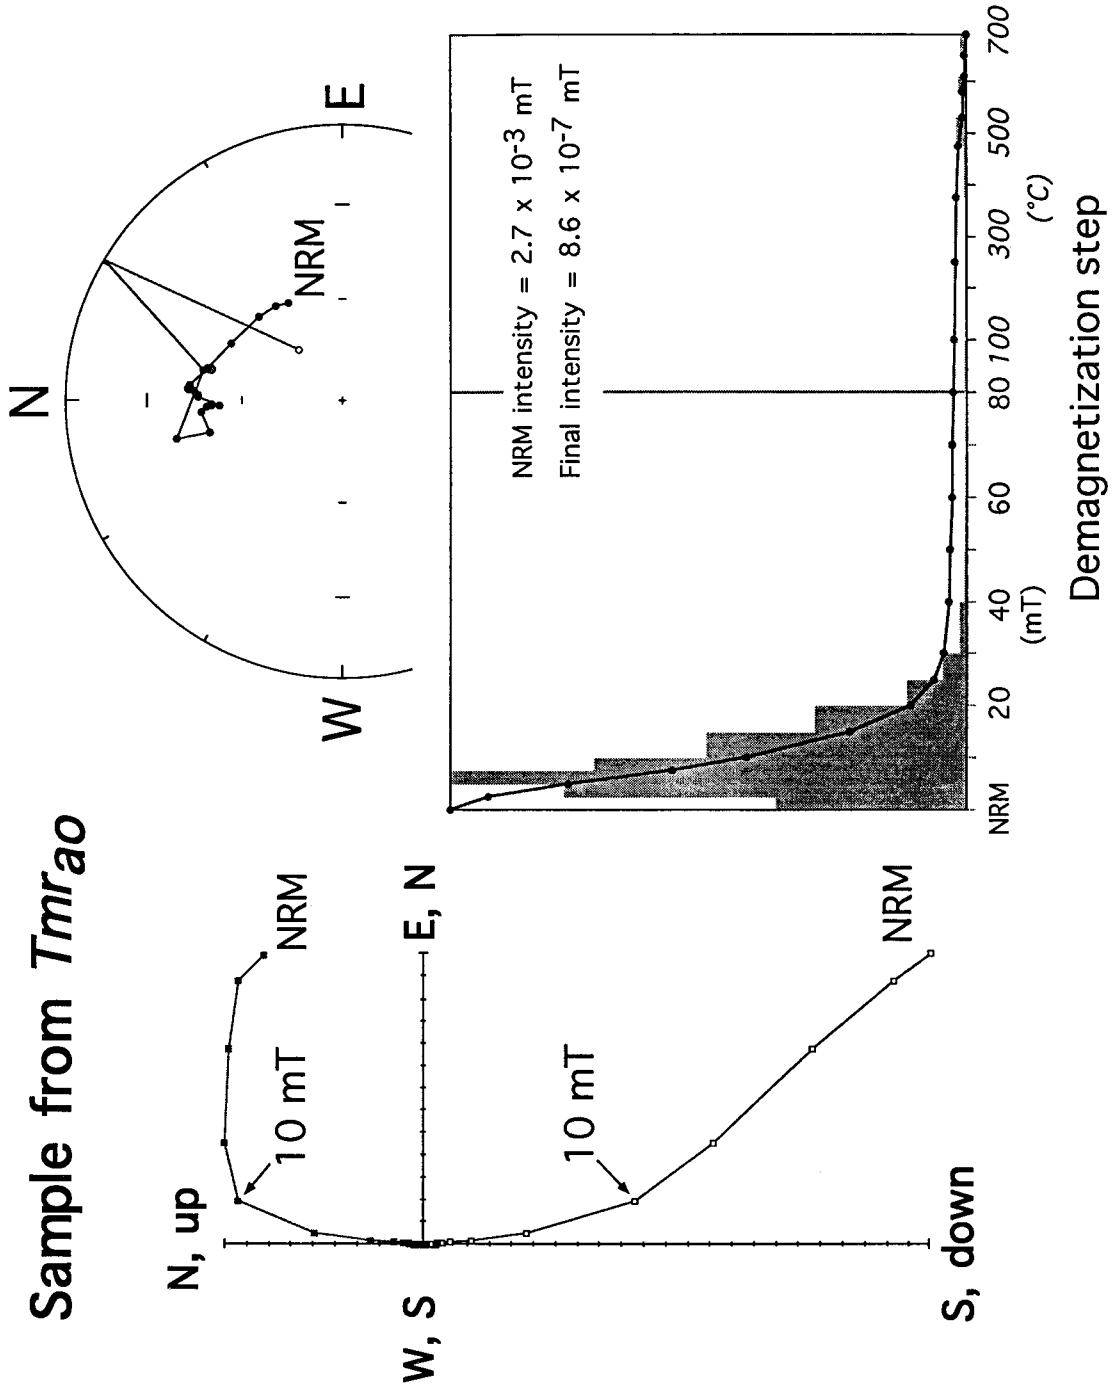 Sample from Tmrao
N, up
W, S
S, down
E, N
NRM
10 mT
10 mT
NRM
N
W
E
NRM
NRM intensity = 2.7 x 10-3 mT
Final intensity = 8.6 x 10-7 mT
NRM 20 40 60 80 100 300 500 700
(mT) (°C)
Demagnetization step